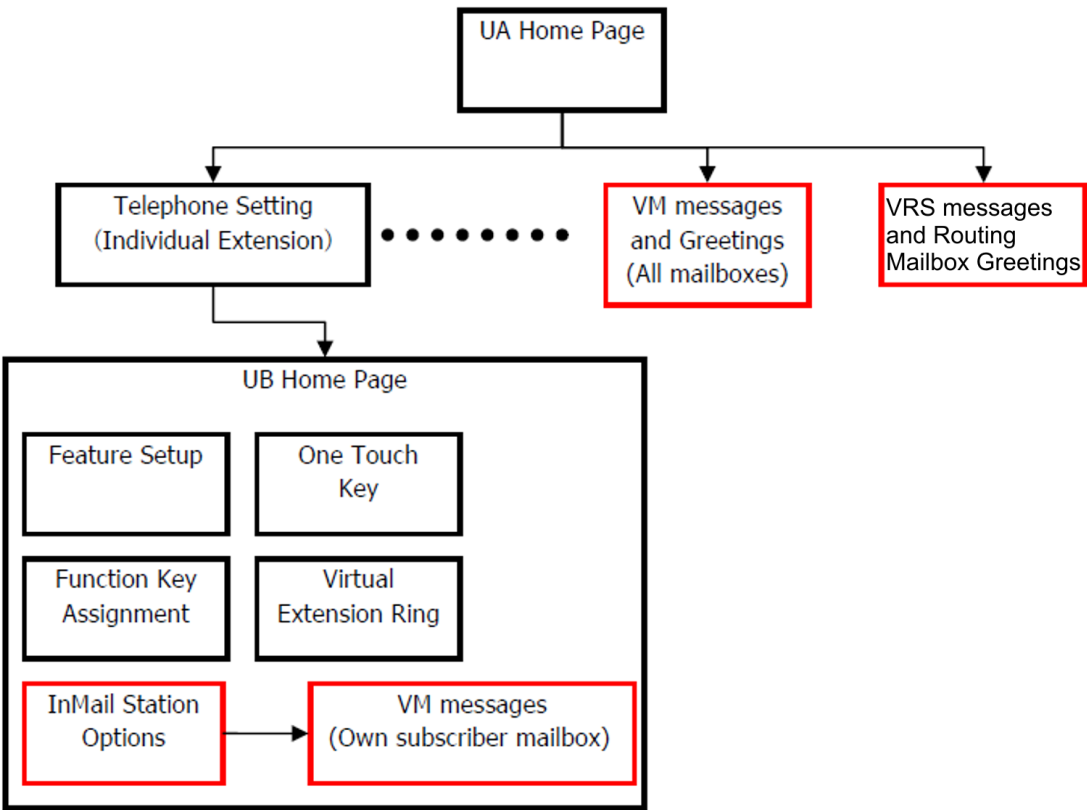 UA Home Page
Telephone Setting
(Individual Extension)
VM messages
and Greetings
(All mailboxes)
VRS messages
and Routing
Mailbox Greetings
UB Home Page
Feature Setup
One Touch
Key
Function Key
Assignment
Virtual
Extension Ring
InMail Station
Options
VM messages
(Own subscriber mailbox)